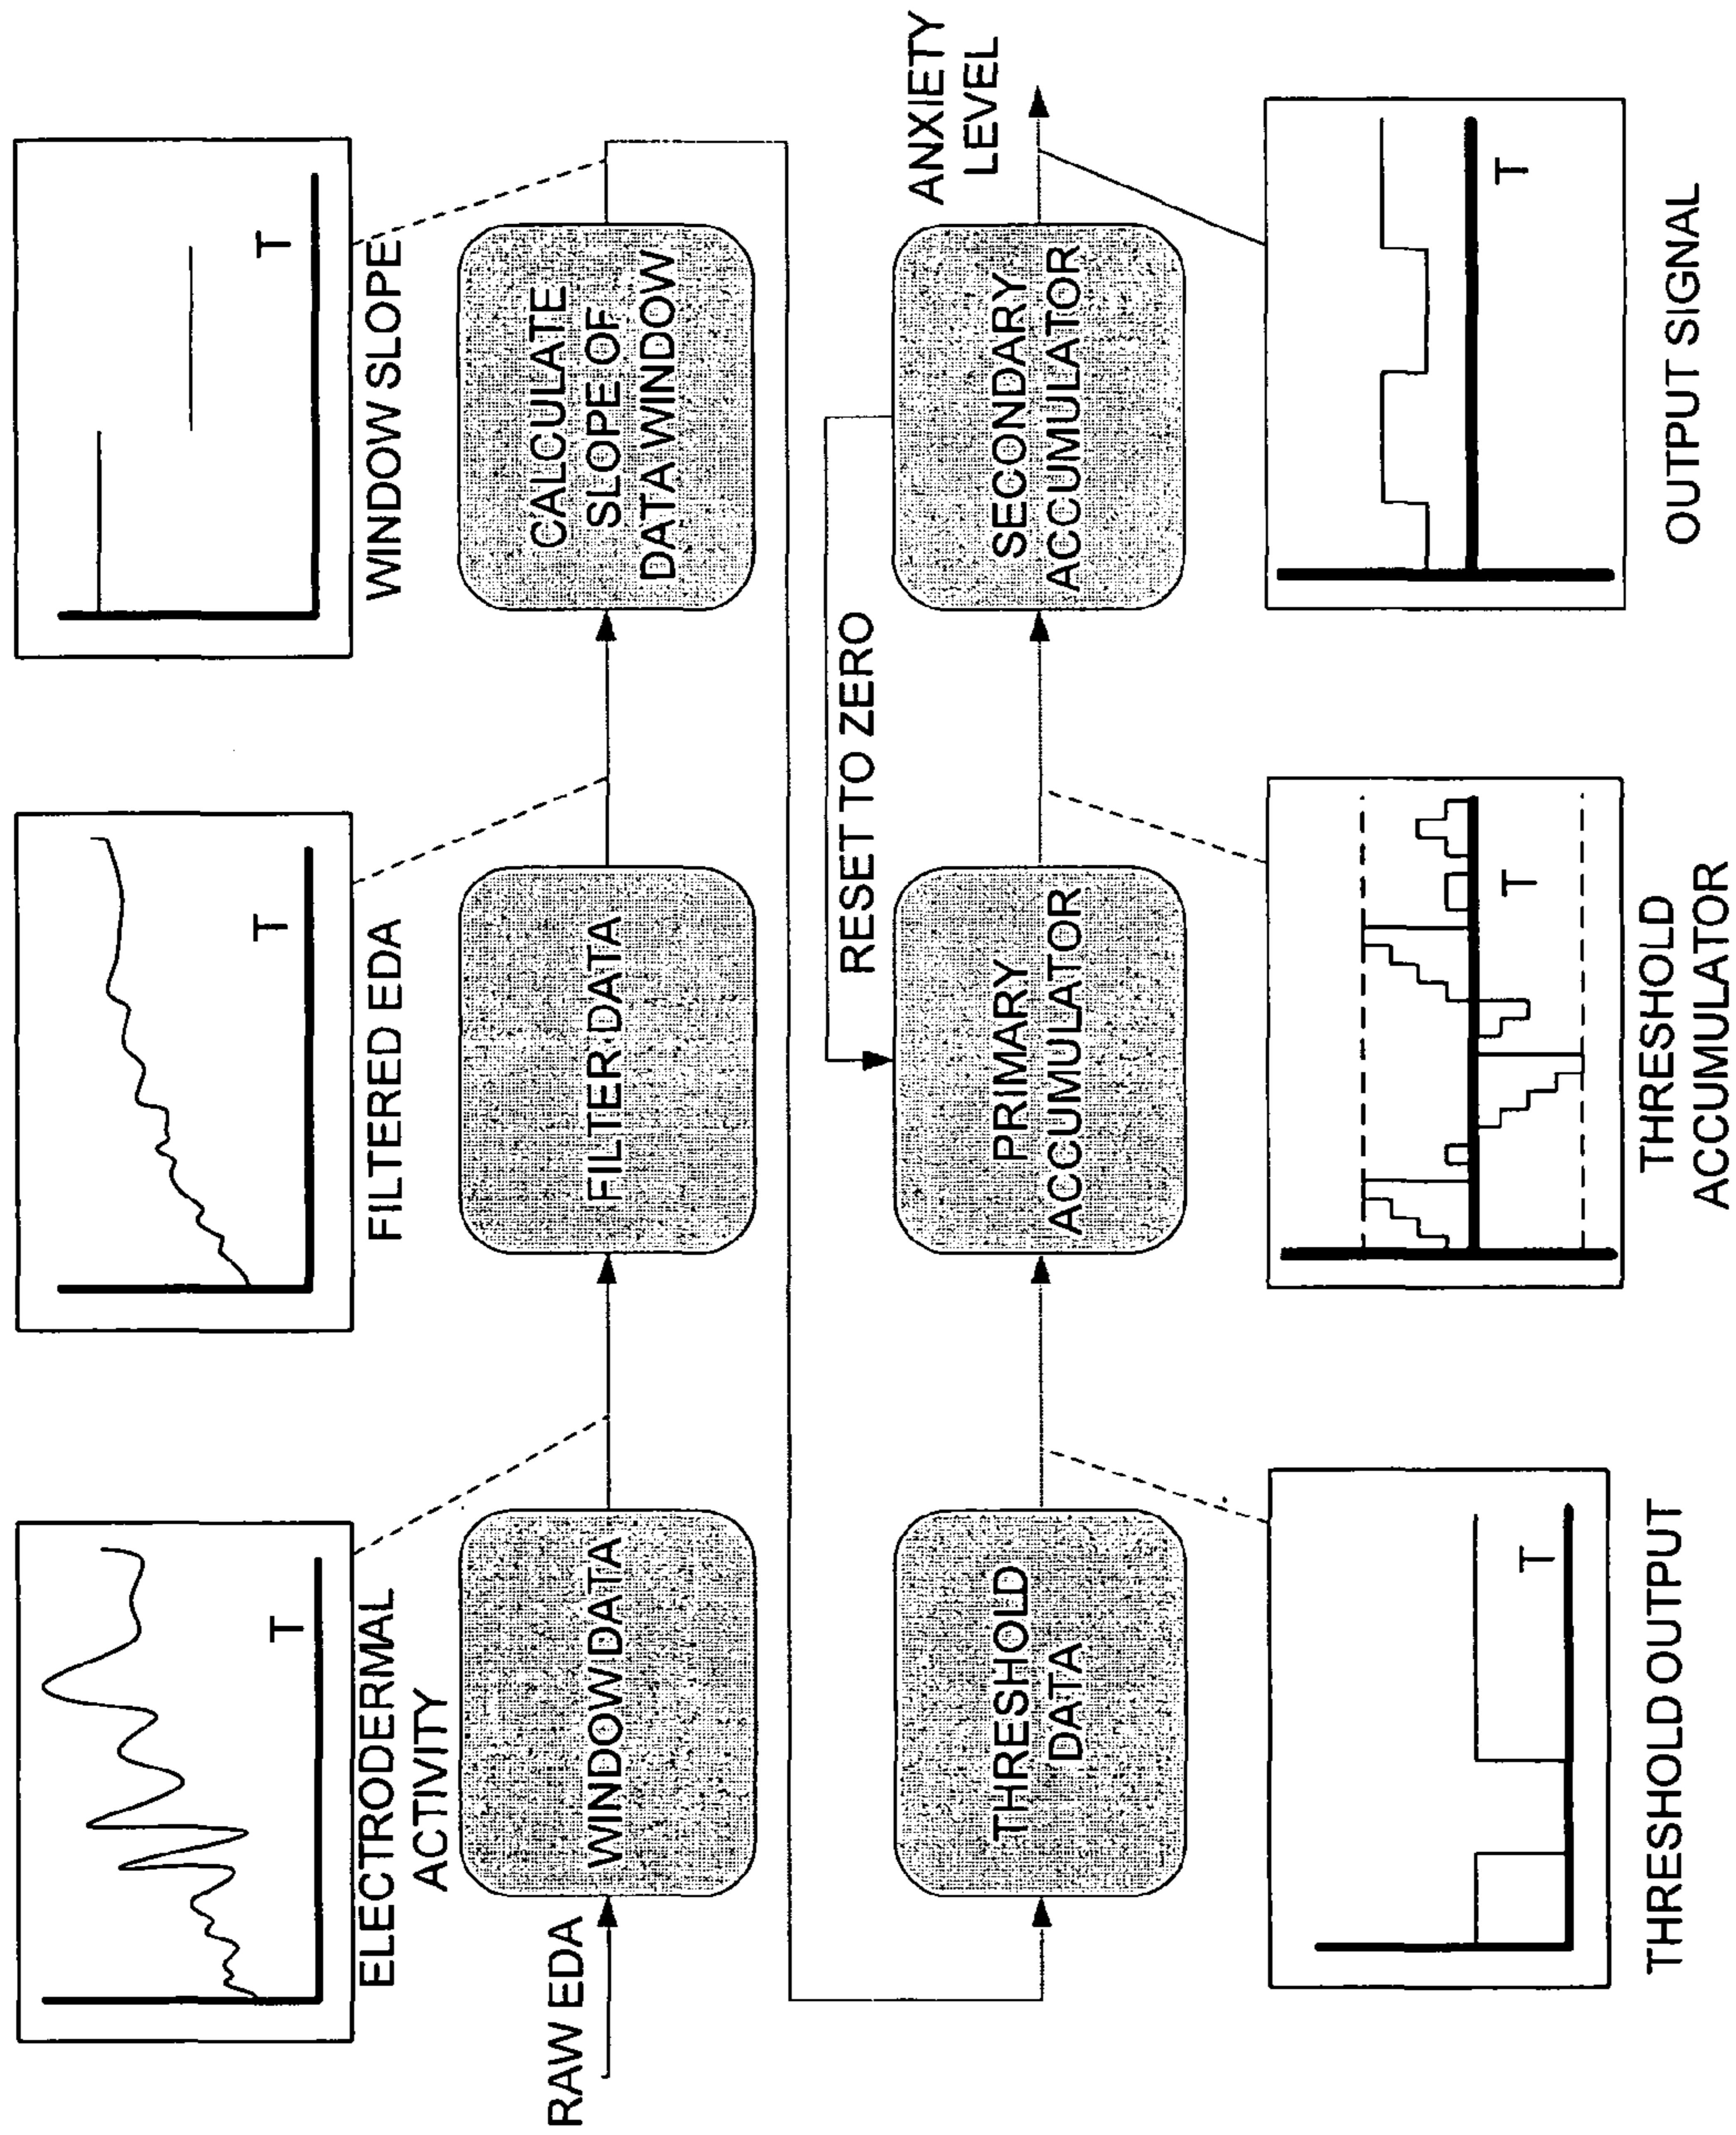 T
T
T
ELECTRODERMAL
ACTIVITY
FILTERED EDA
WINDOW SLOPE
RAW EDA
WINDOW DATA
FILTER DATA
CALCULATE
SLOPE OF
DATA WINDOW
RESET TO ZERO
THRESHOLD
DATA
PRIMARY
ACCUMULATOR
SECONDARY
ACCUMULATOR
ANXIETY
LEVEL
T
T
T
THRESHOLD OUTPUT
THRESHOLD
ACCUMULATOR
OUTPUT SIGNAL